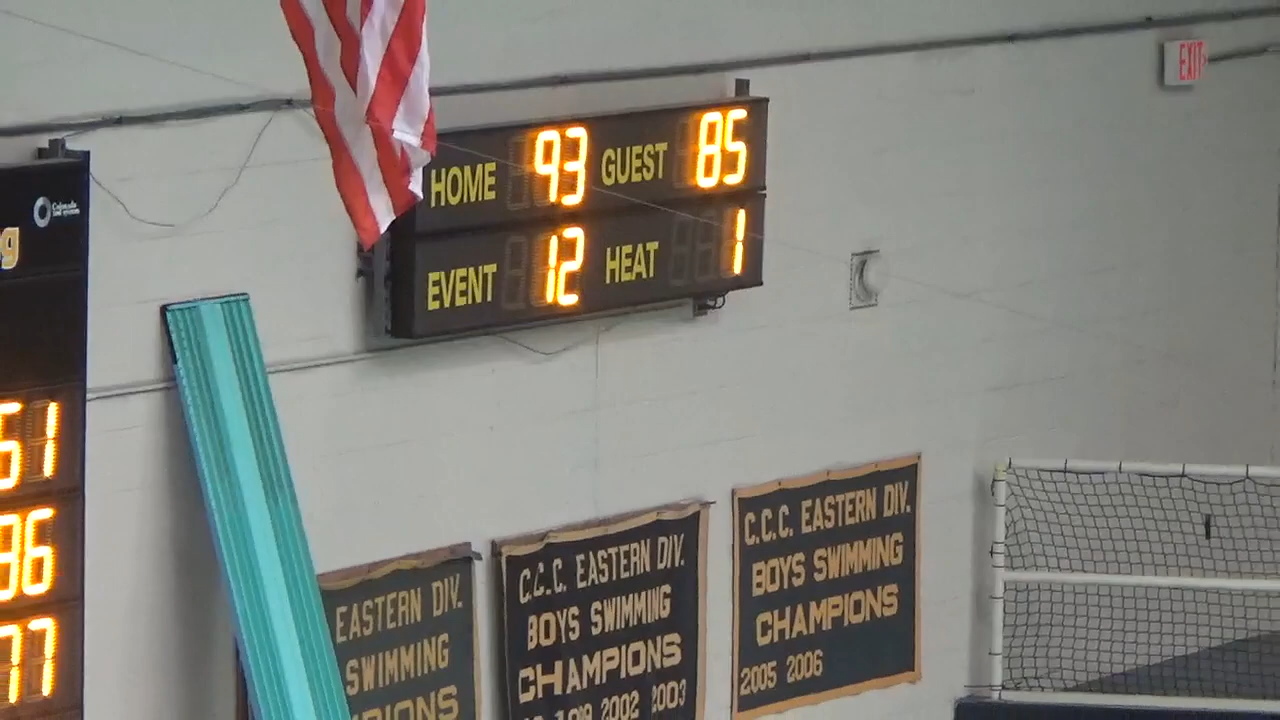 EXIT
HOME 93 GUEST 85
EVENT 12 HEAT 1
g
51
86
77
EASTERN DIV.
SWIMMING
C.C.C. EASTERN DIV.
BOYS SWIMMING
CHAMPIONS
2002 2003
C.C.C. EASTERN DIV.
BOYS SWIMMING
CHAMPIONS
2005 2006